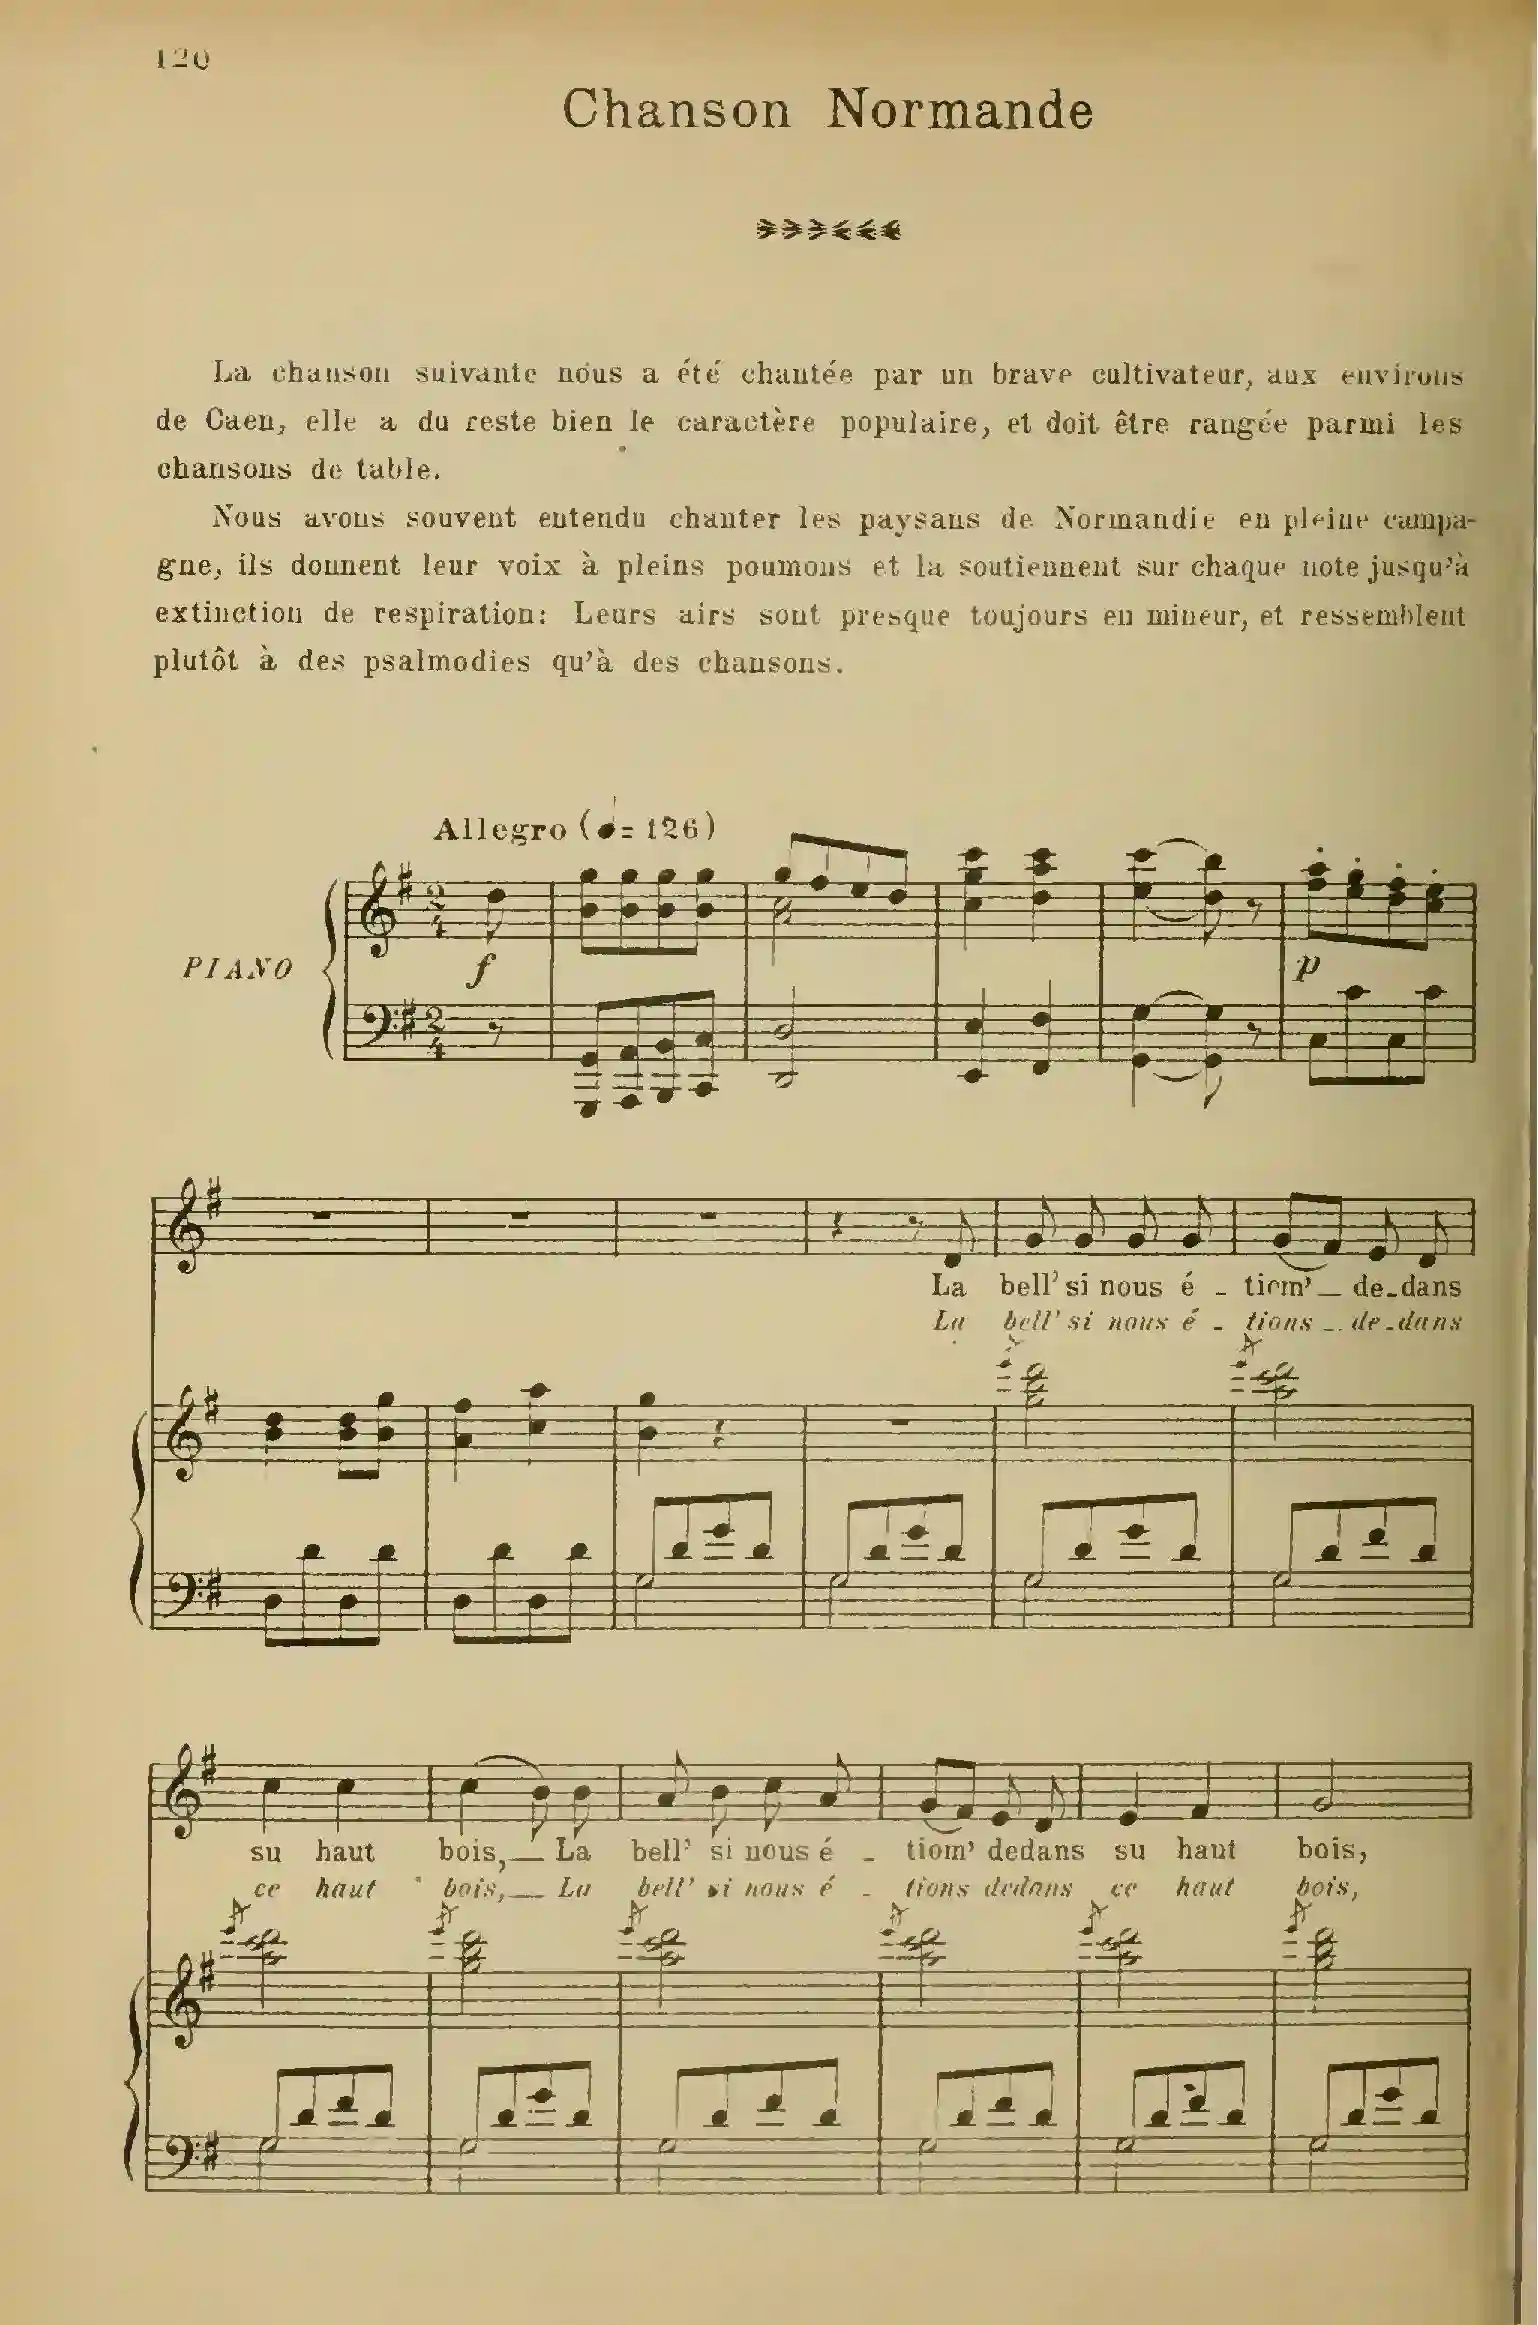 120
Chanson Normande
La chanson suivante nous a été chantée par un brave cultivateur, aux environs
de Caen, elle a du reste bien le caractère populaire, et doit être rangée parmi les
chansons de table.
Nous avons souvent entendu chanter les paysans de Normandie en pleine campa-
gne, ils donnent leur voix à pleins poumons et la soutiennent sur chaque note jusqu'à
extinction de respiration: Leurs airs sont presque toujours en mineur, et ressemblent
plutôt à des psalmodies qu'à des chansons.
Allegro (♩= 126)
PIANO
f
p
La bell' si nous é - tiom' _ de-dans
La bell' si nous é - tions _ de-dans
su haut bois,_ La bell' si nous é - tiom' dedans su haut bois,
ce haut bois,_ La bell' si nous é - tions dedans ce haut bois,